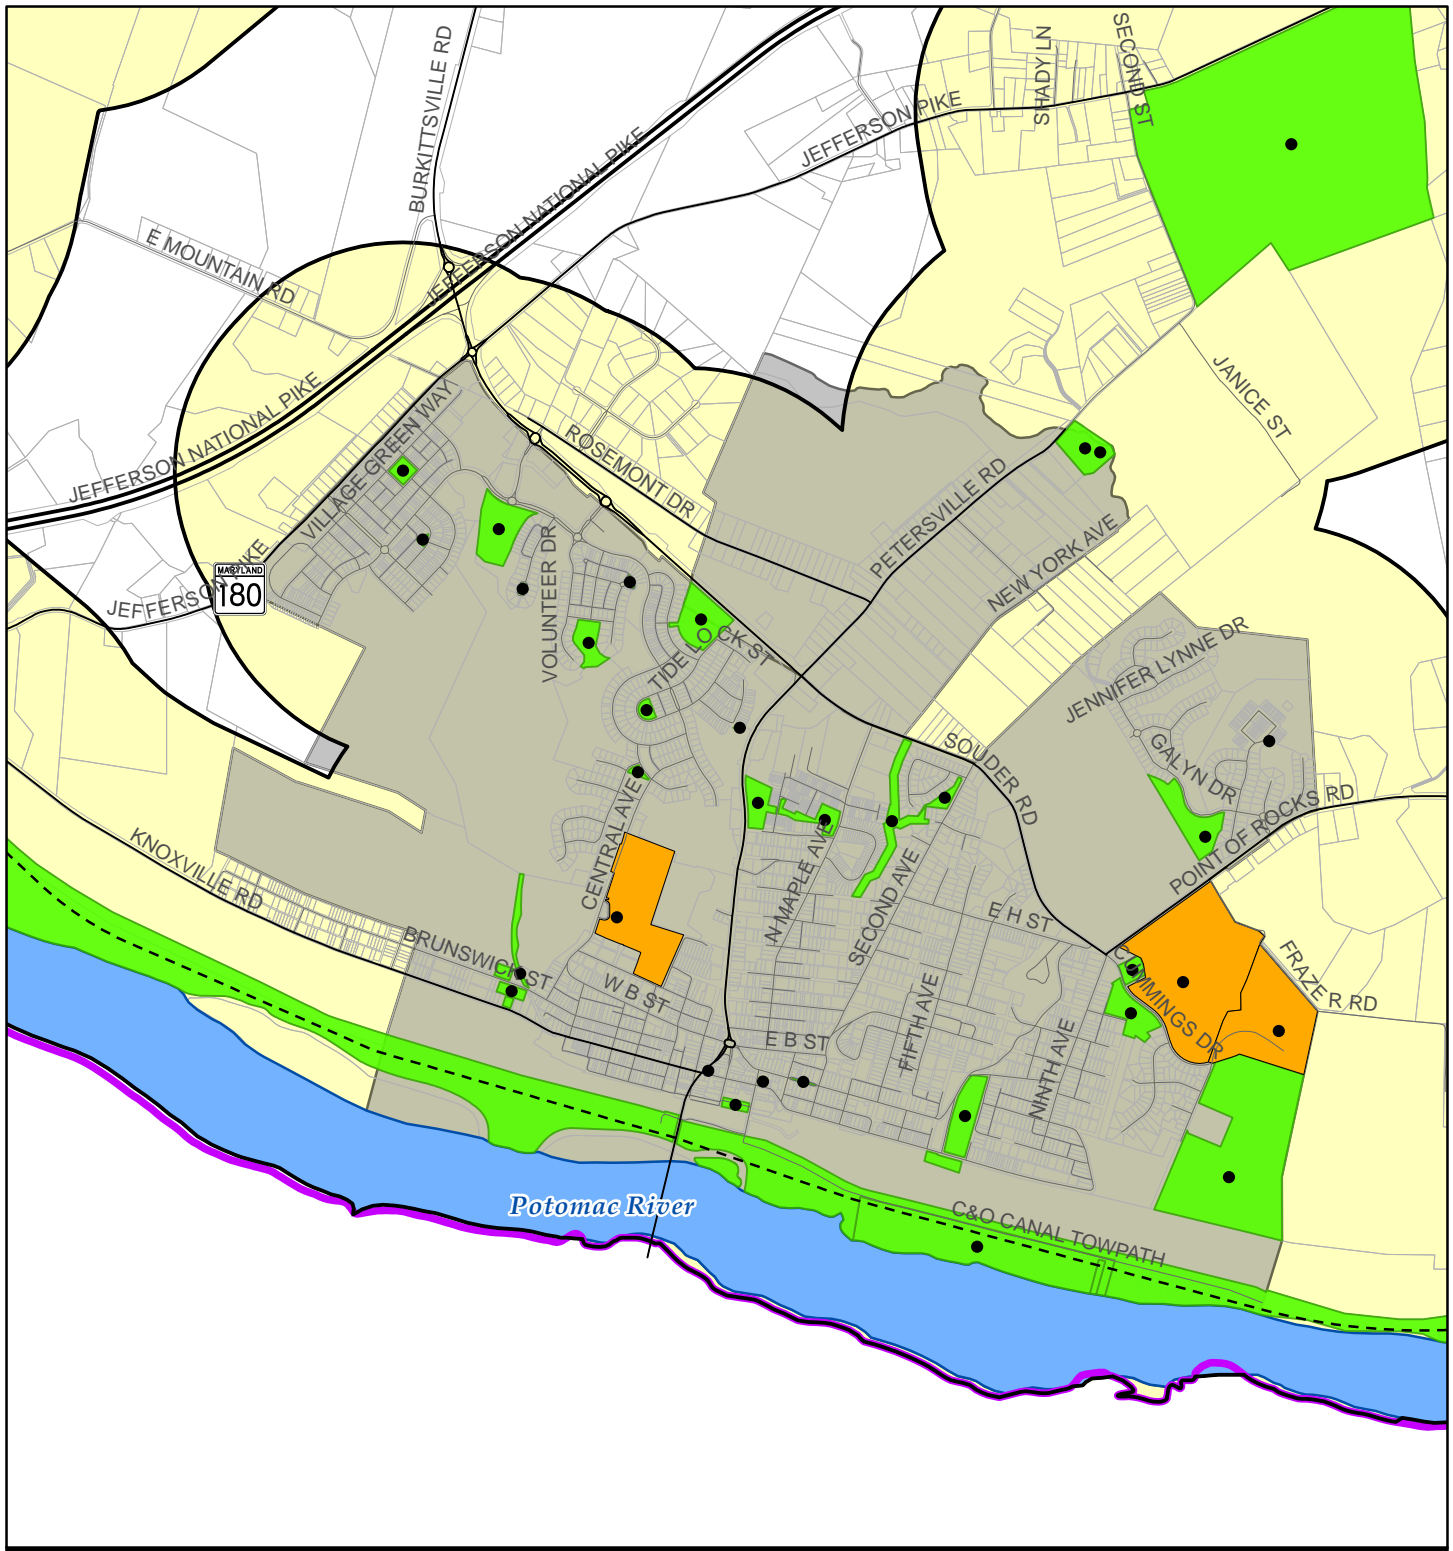 BURKITTSVILLE RD
SHADY LN
SECOND ST
JEFFERSON PIKE
JEFFERSON NATIONAL PIKE
E MOUNTAIN RD
JANICE ST
JEFFERSON NATIONAL PIKE
VILLAGE GREEN WAY
ROSEMONT DR
PETERSVILLE RD
NEW YORK AVE
JEFFERSON PIKE
MARYLAND
180
VOLUNTEER DR
TIDE LOCK ST
JENNIFER LYNNE DR
GALYN DR
SOUDER RD
POINT OF ROCKS RD
KNOXVILLE RD
CENTRAL AVE
N MAPLE AVE
SECOND AVE
E H ST
BRUNSWICK ST
W B ST
CUMMINGS DR
FRAZER RD
E B ST
FIFTH AVE
NINTH AVE
Potomac River
C&O CANAL TOWPATH